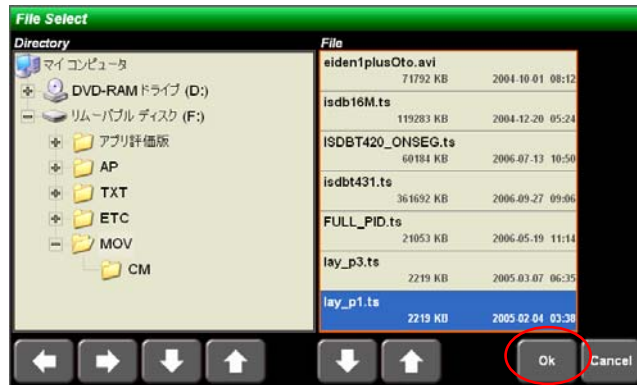 File Select
Directory
マイ コンピュータ
DVD-RAM ドライブ (D:)
リムーバブル ディスク (F:)
アプリ評価版
AP
TXT
ETC
MOV
CM
File
eiden1plusOto.avi
71792 KB 2004-10-01 08:12
isdb16M.ts
119283 KB 2004-12-20 05:24
ISDBT420_ONSEG.ts
60184 KB 2006-07-13 10:50
isdbt431.ts
361692 KB 2006-09-27 09:06
FULL_PID.ts
21053 KB 2006-05-19 11:14
lay_p3.ts
2219 KB 2005-03-07 06:35
lay_p1.ts
2219 KB 2005-02-04 03:38
Ok
Cancel